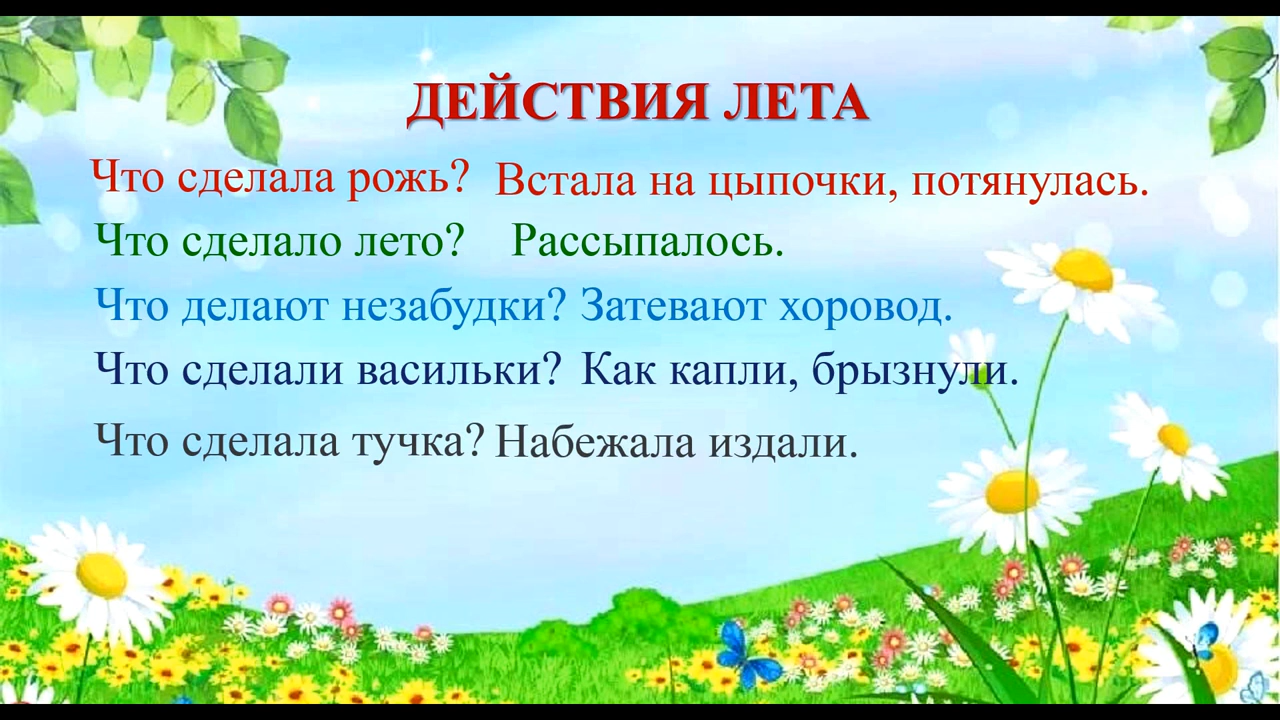 ДЕЙСТВИЯ ЛЕТА
Что сделала рожь? Встала на цыпочки, потянулась.
Что сделало лето? Рассыпалось.
Что делают незабудки? Затевают хоровод.
Что сделали васильки? Как капли, брызнули.
Что сделала тучка? Набежала издали.